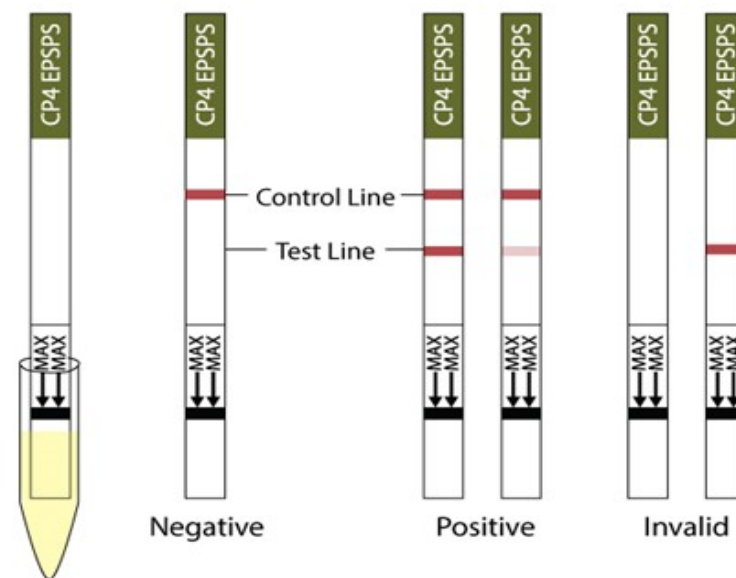 CP4 EPSPS
CP4 EPSPS
CP4 EPSPS
CP4 EPSPS
CP4 EPSPS
CP4 EPSPS
Control Line
Test Line
MAX
MAX
MAX
MAX
MAX
MAX
MAX
MAX
MAX
MAX
MAX
MAX
Negative
Positive
Invalid